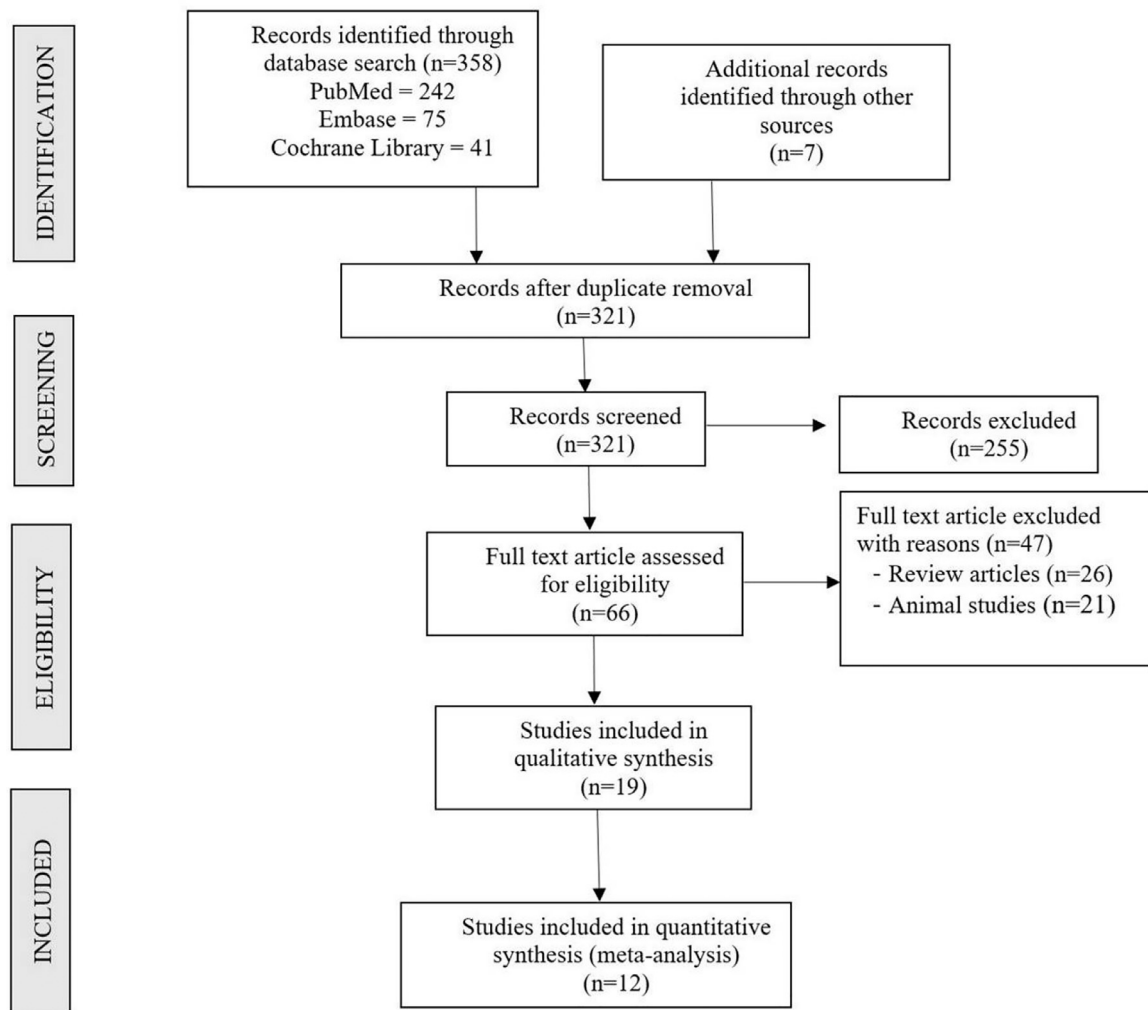 IDENTIFICATION
Records identified through
database search (n=358)
PubMed = 242
Embase = 75
Cochrane Library = 41
Additional records
identified through other
sources
(n=7)
Records after duplicate removal
(n=321)
SCREENING
Records screened
(n=321)
Records excluded
(n=255)
ELIGIBILITY
Full text article assessed
for eligibility
(n=66)
Full text article excluded
with reasons (n=47)
- Review articles (n=26)
- Animal studies (n=21)
Studies included in
qualitative synthesis
(n=19)
INCLUDED
Studies included in quantitative
synthesis (meta-analysis)
(n=12)